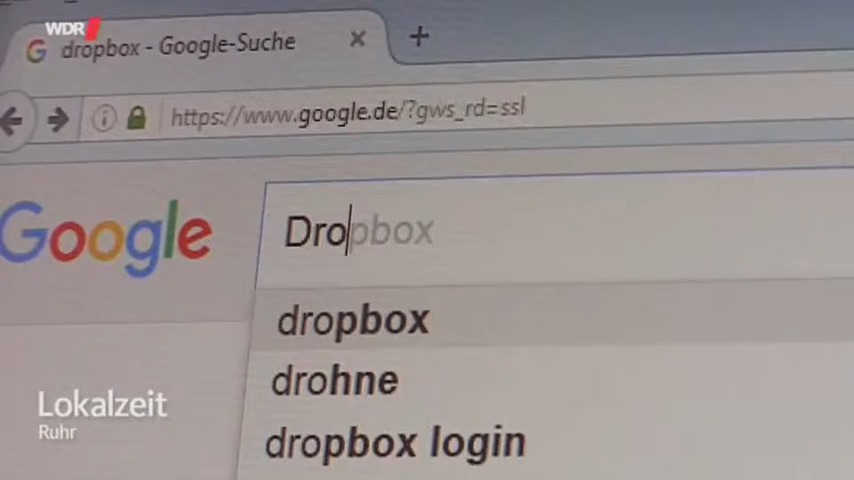 WDR
dropbox - Google-Suche
https://www.google.de/?gws_rd=ssl
Google
Dropbox
dropbox
drohne
dropbox login
Lokalzeit
Ruhr